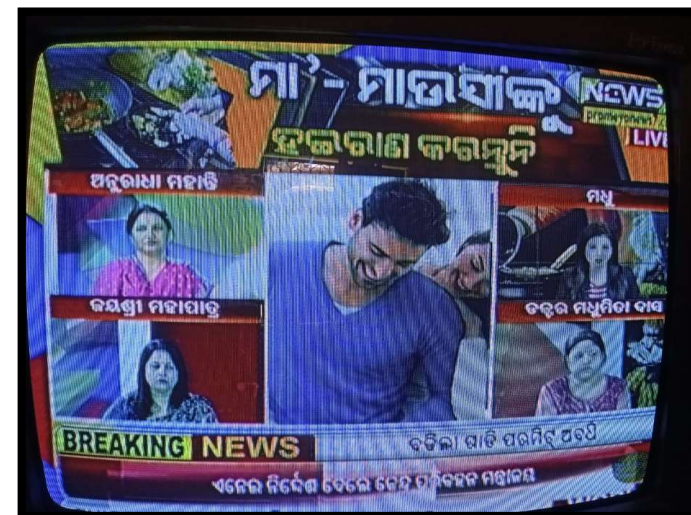 ମା'-ମାଉସୀଙ୍କୁ
NEWS
prameyanews7
LIVE
ହଇରାଣ କରନ୍ତୁନି
ଅନୁରାଧା ମହାନ୍ତି
ମଧୁ
ଜୟଶ୍ରୀ ମହାପାତ୍ର
ଡକ୍ଟର ମଧୁମିତା ଦାସ
BREAKING NEWS
ବଢିଲା ଗାଡି ପରମିଟ୍ ଅବଧି
ଏନେଇ ନିର୍ଦ୍ଦେଶ ଦେଲେ କେନ୍ଦ୍ର ପରିବହନ ମନ୍ତ୍ରାଳୟ